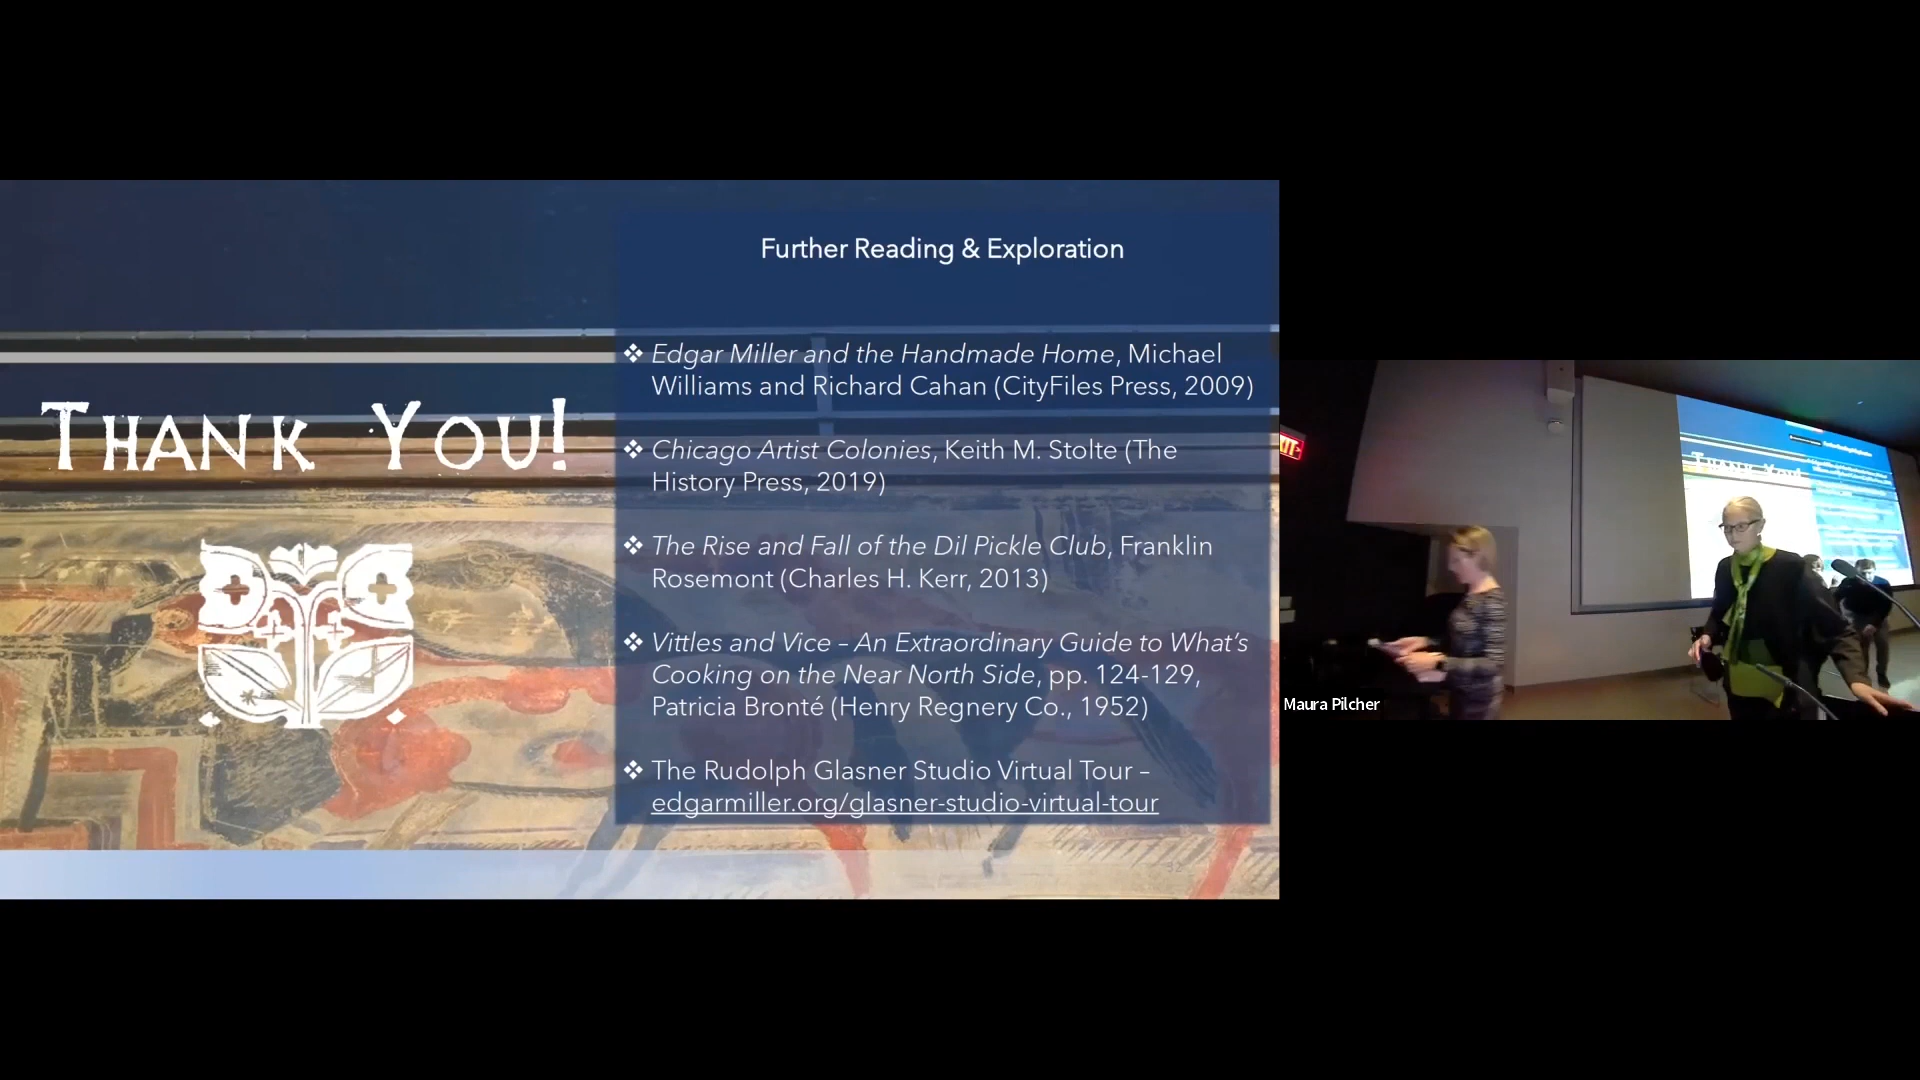 Further Reading & Exploration
THANK YOU!
❖ Edgar Miller and the Handmade Home, Michael
Williams and Richard Cahan (CityFiles Press, 2009)
❖ Chicago Artist Colonies, Keith M. Stolte (The
History Press, 2019)
❖ The Rise and Fall of the Dil Pickle Club, Franklin
Rosemont (Charles H. Kerr, 2013)
❖ Vittles and Vice – An Extraordinary Guide to What's
Cooking on the Near North Side, pp. 124-129,
Patricia Bronté (Henry Regnery Co., 1952)
❖ The Rudolph Glasner Studio Virtual Tour –
edgarmiller.org/glasner-studio-virtual-tour
32
Maura Pilcher
THANK YOU!